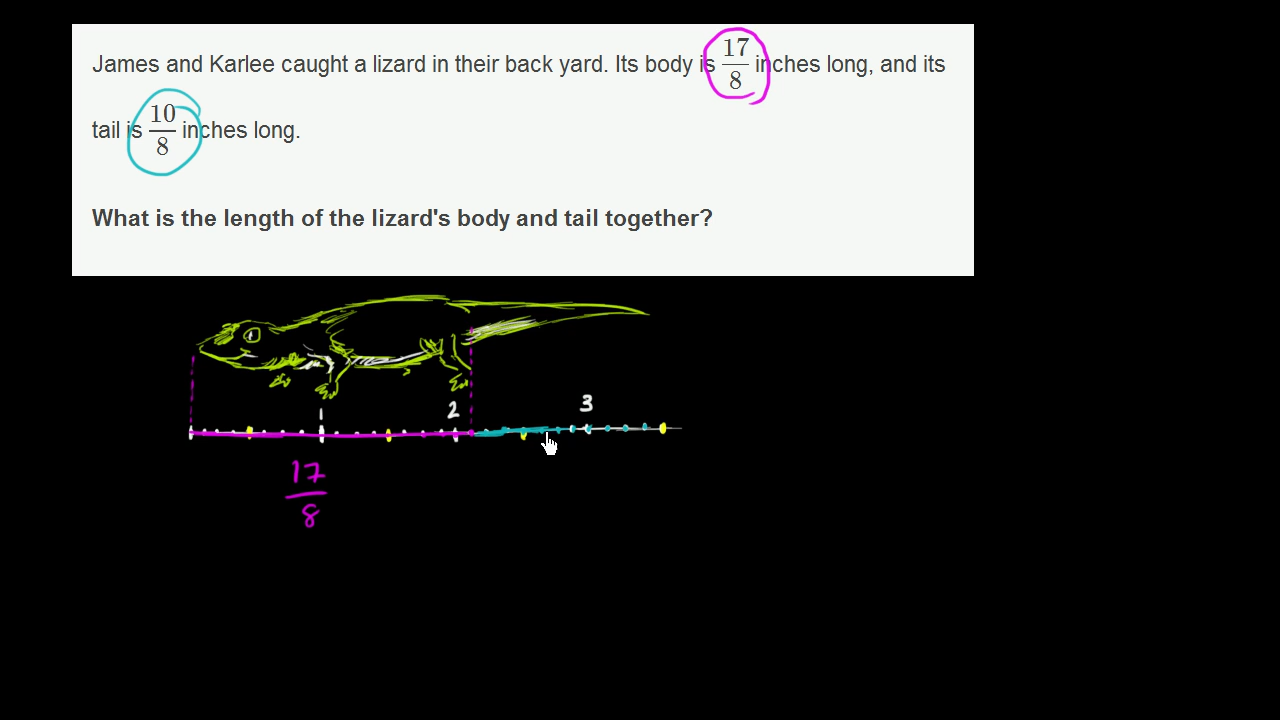 James and Karlee caught a lizard in their back yard. Its body is 17/8 inches long, and its
tail is 10/8 inches long.
What is the length of the lizard's body and tail together?
1 2 3
17/8